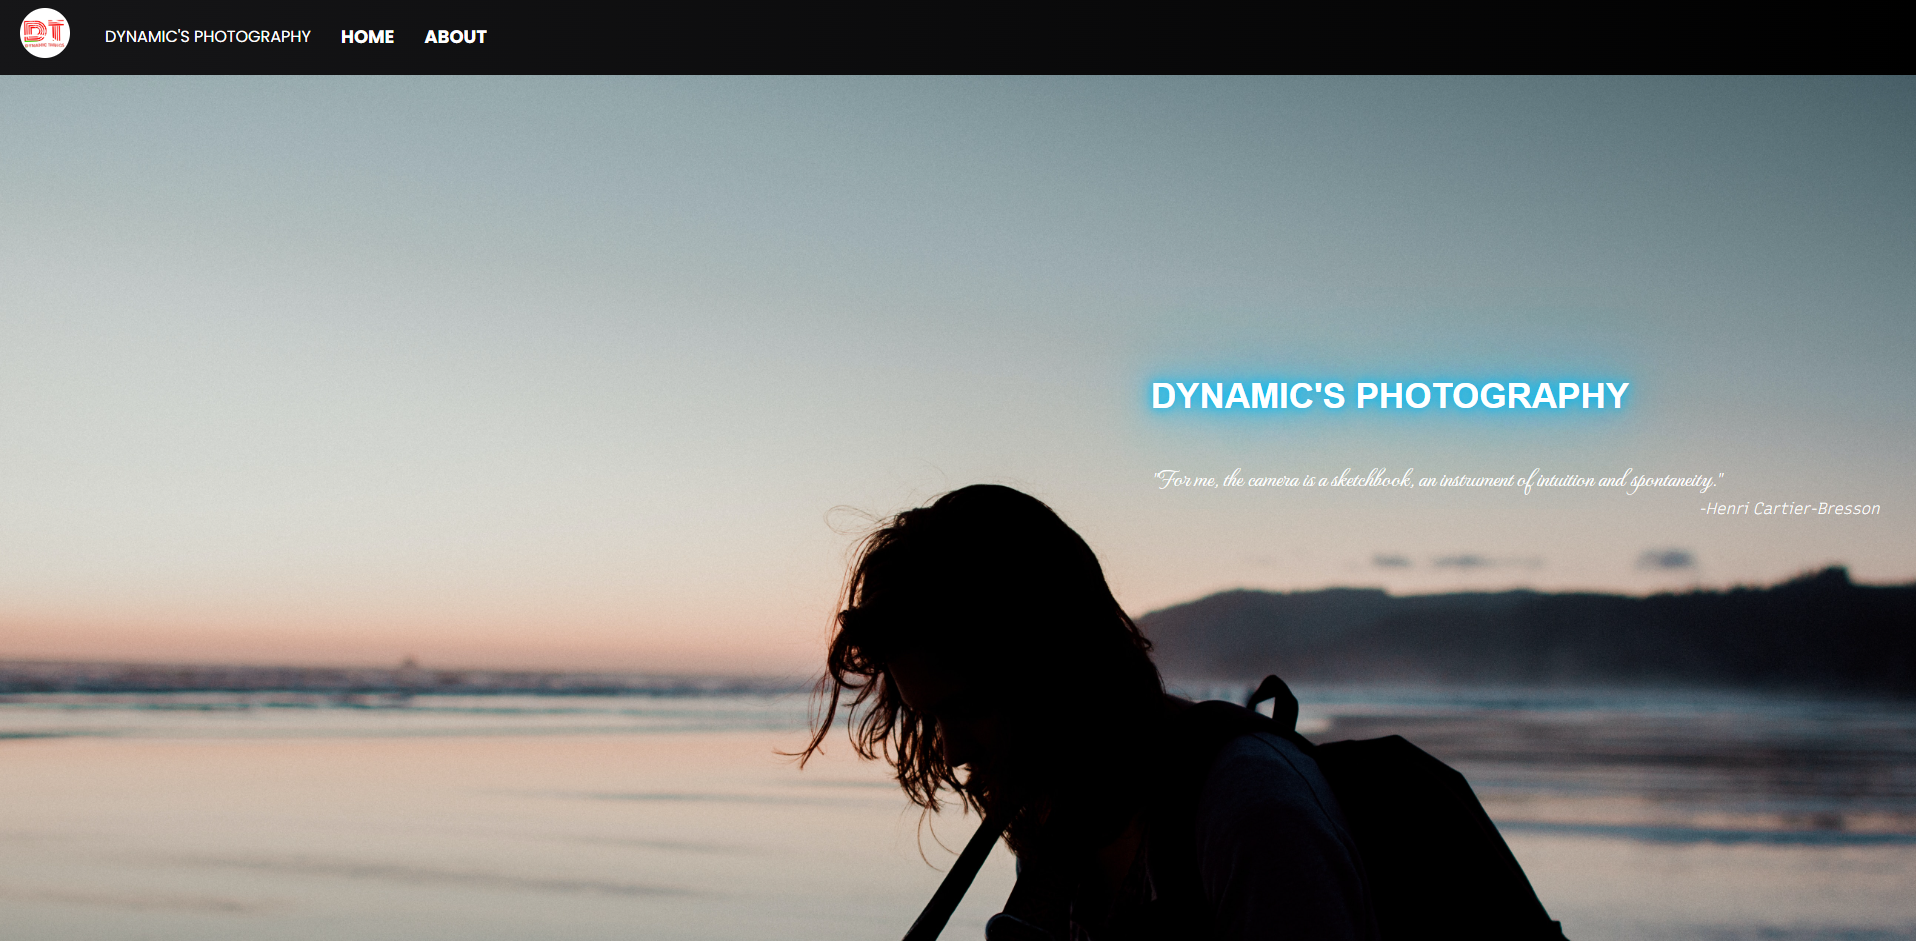 DT
DYNAMIC'S PHOTOGRAPHY HOME ABOUT
DYNAMIC'S PHOTOGRAPHY
"For me, the camera is a sketchbook, an instrument of intuition and spontaneity."
-Henri Cartier-Bresson